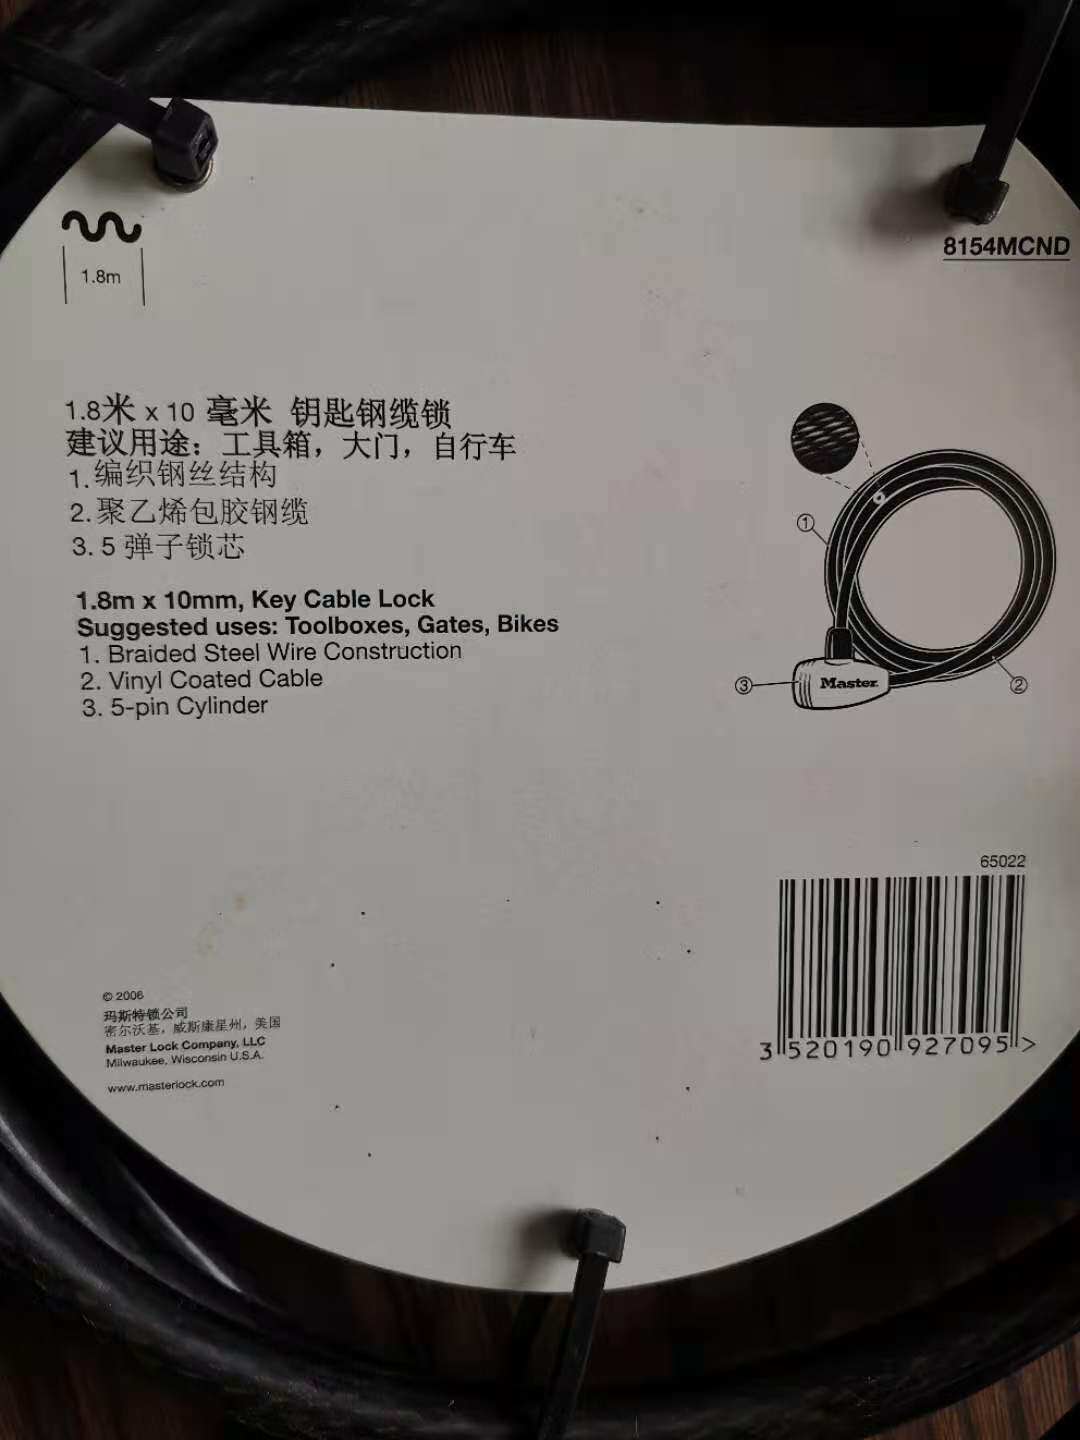 1.8m
8154MCND
1.8米 x 10 毫米 钥匙钢缆锁
建议用途：工具箱，大门，自行车
1.编织钢丝结构
2.聚乙烯包胶钢缆
3. 5 弹子锁芯
1.8m x 10mm, Key Cable Lock
Suggested uses: Toolboxes, Gates, Bikes
1. Braided Steel Wire Construction
2. Vinyl Coated Cable
3. 5-pin Cylinder
①
③
Master
②
65022
3 520190 927095 >
© 2006
玛斯特锁公司
密尔沃基，威斯康星州，美国
Master Lock Company, LLC
Milwaukee, Wisconsin U.S.A.
www.masterlock.com